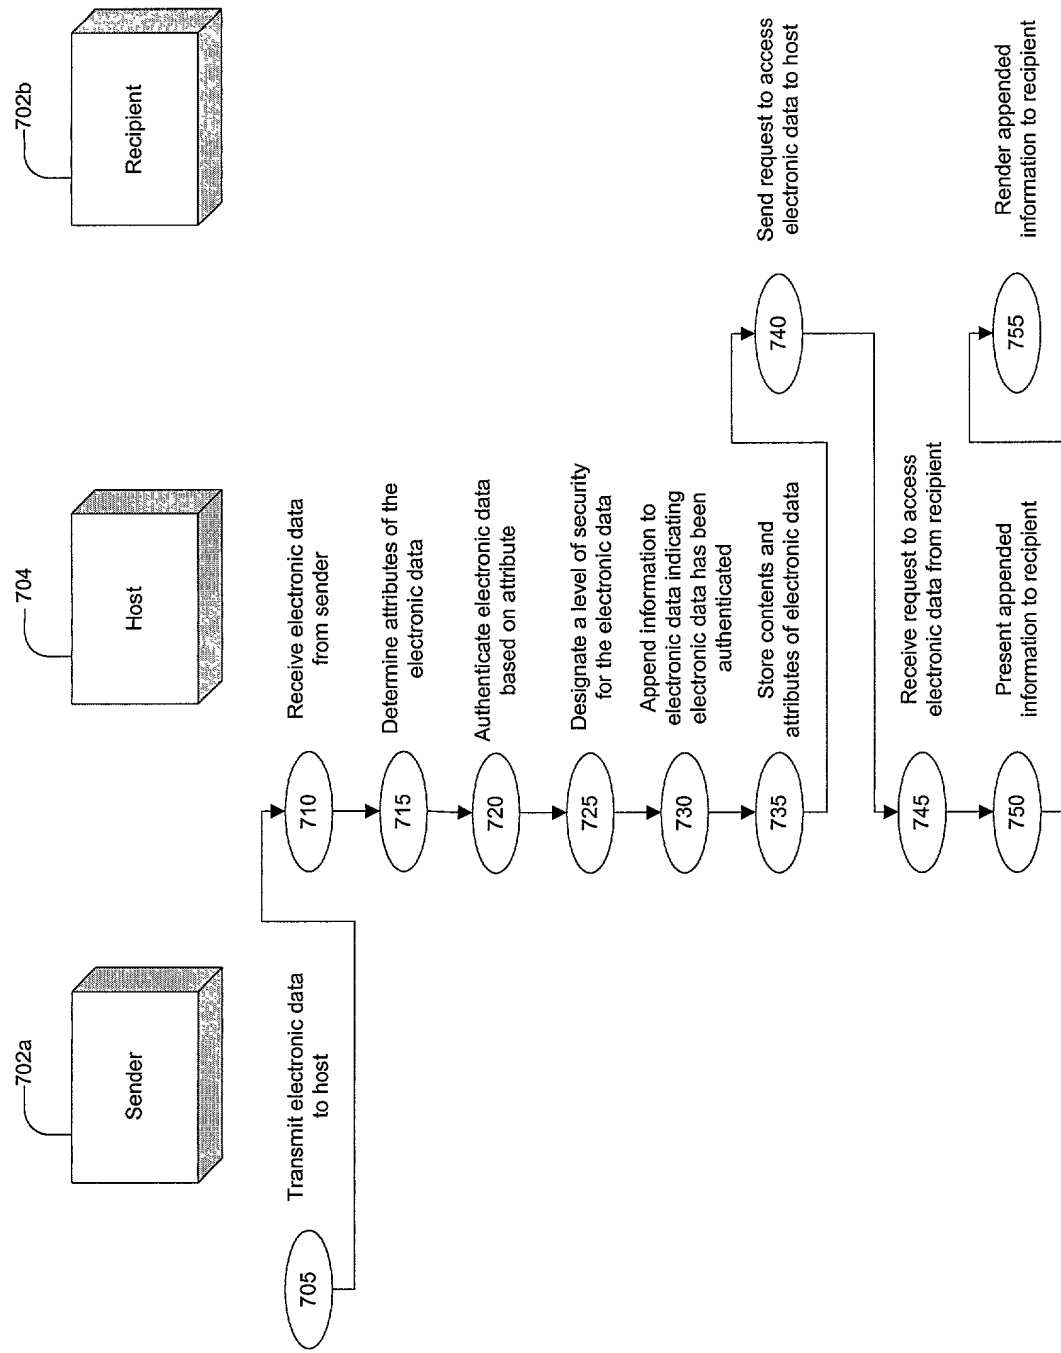 702a
704
702b
Sender
Host
Recipient
705
Transmit electronic data
to host
710
Receive electronic data
from sender
715
Determine attributes of the
electronic data
720
Authenticate electronic data
based on attribute
725
Designate a level of security
for the electronic data
730
Append information to
electronic data indicating
electronic data has been
authenticated
735
Store contents and
attributes of electronic data
740
Send request to access
electronic data to host
745
Receive request to access
electronic data from recipient
750
Present appended
information to recipient
755
Render appended
information to recipient